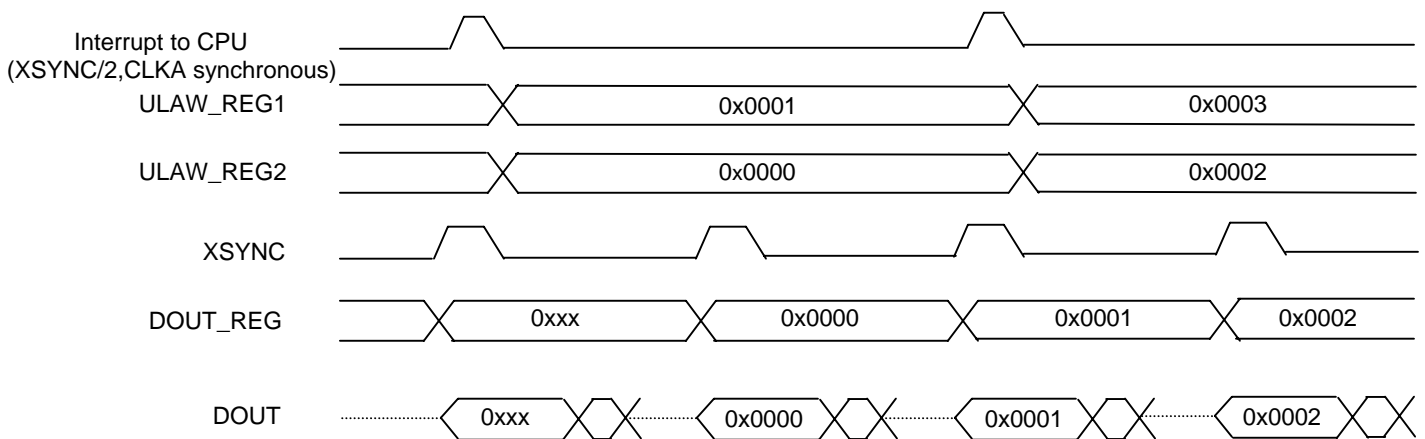 Interrupt to CPU
(XSYNC/2,CLKA synchronous)
ULAW_REG1 0x0001 0x0003
ULAW_REG2 0x0000 0x0002
XSYNC
DOUT_REG 0xxx 0x0000 0x0001 0x0002
DOUT 0xxx 0x0000 0x0001 0x0002